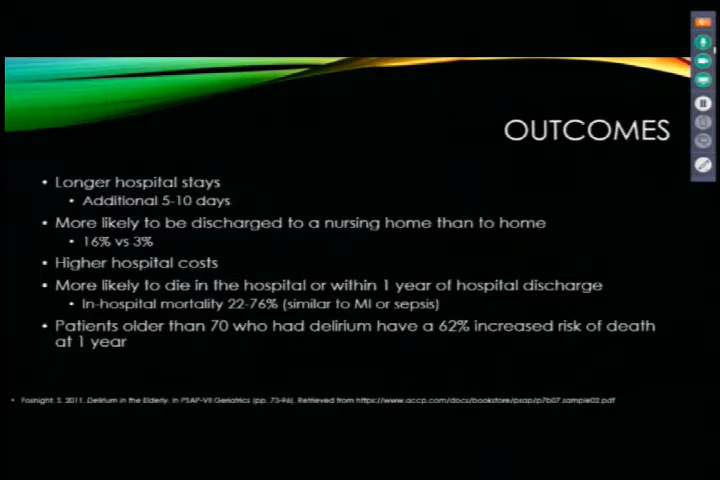 OUTCOMES
• Longer hospital stays
• Additional 5-10 days
• More likely to be discharged to a nursing home than to home
• 16% vs 3%
• Higher hospital costs
• More likely to die in the hospital or within 1 year of hospital discharge
• In-hospital mortality 22-76% (similar to MI or sepsis)
• Patients older than 70 who had delirium have a 62% increased risk of death
at 1 year
• Fosnight, S. 2011. Delirium in the Elderly. In PSAP-VII Geriatrics (pp. 73-96). Retrieved from https://www.accp.com/docs/bookstore/psap/p7b07.sample02.pdf